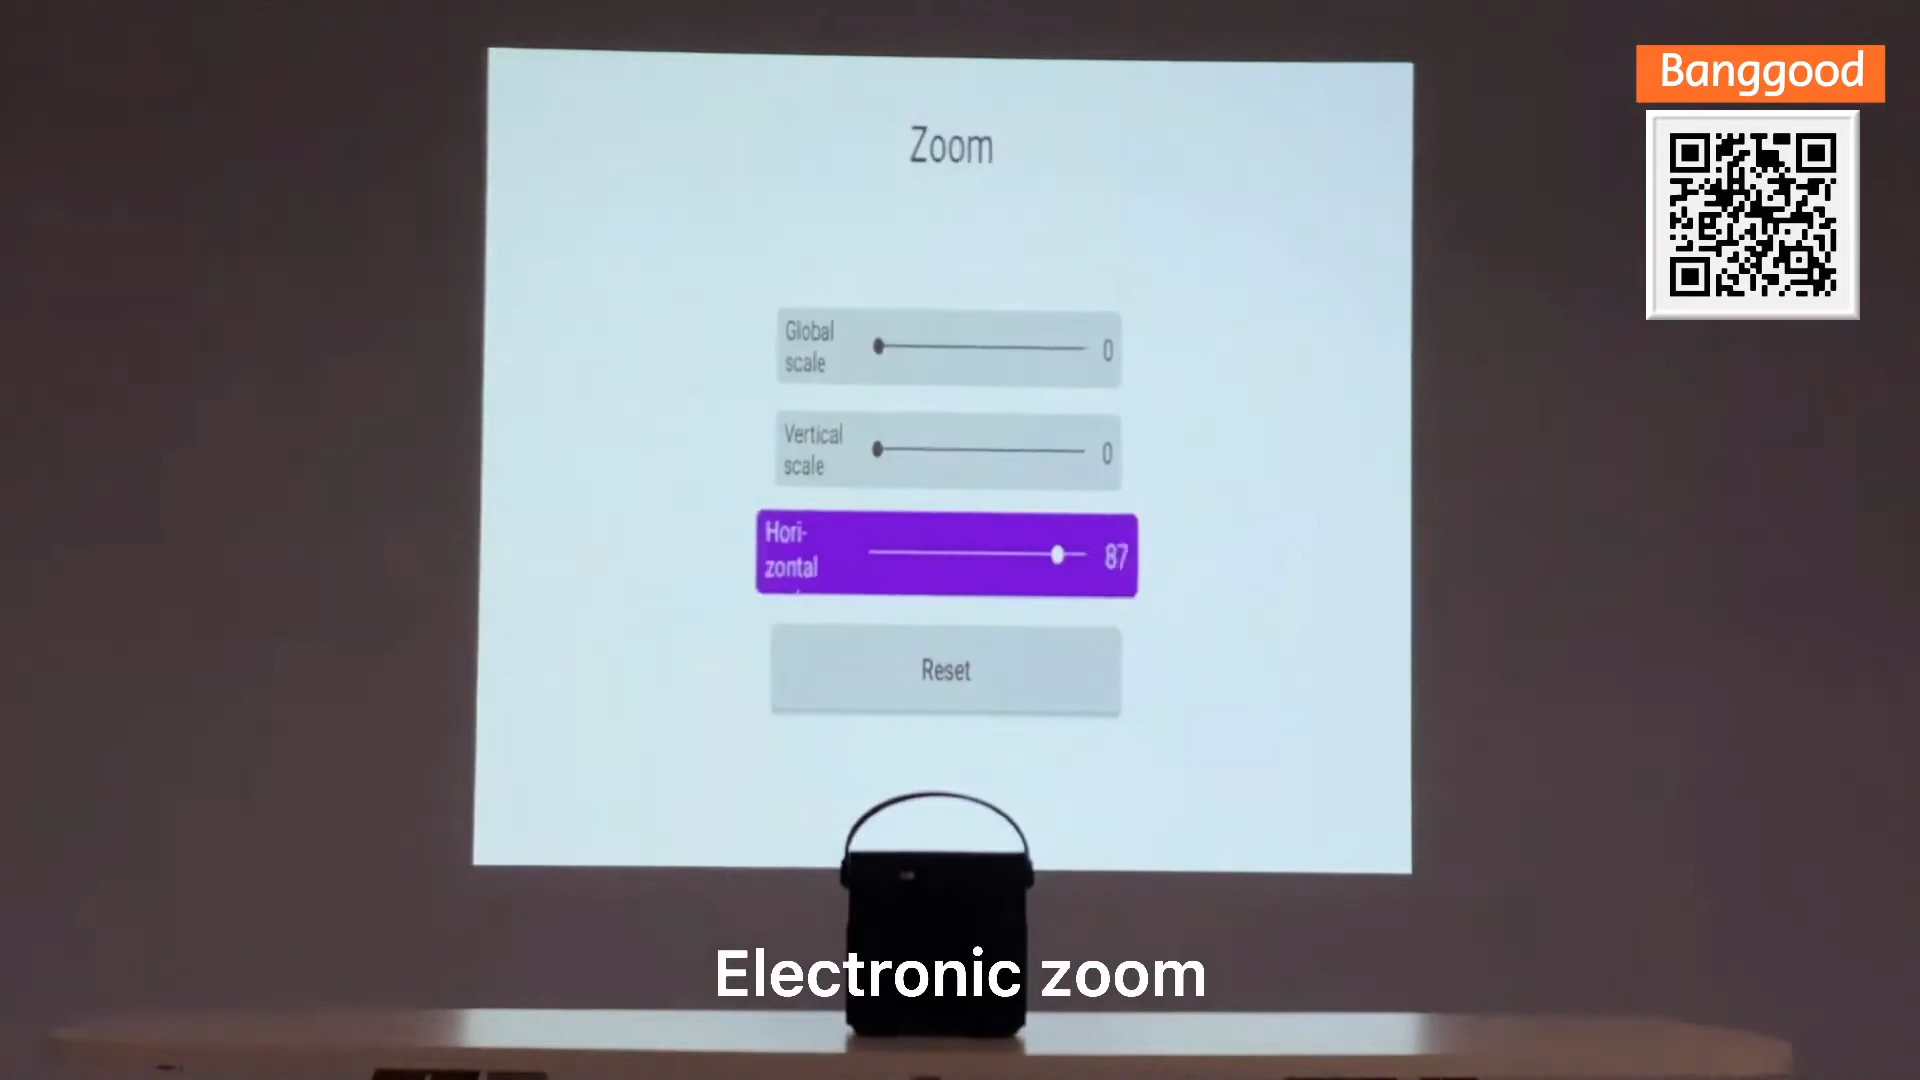 Banggood
Zoom
Global
scale
0
Vertical
scale
0
Hori-
zontal
87
Reset
Electronic zoom